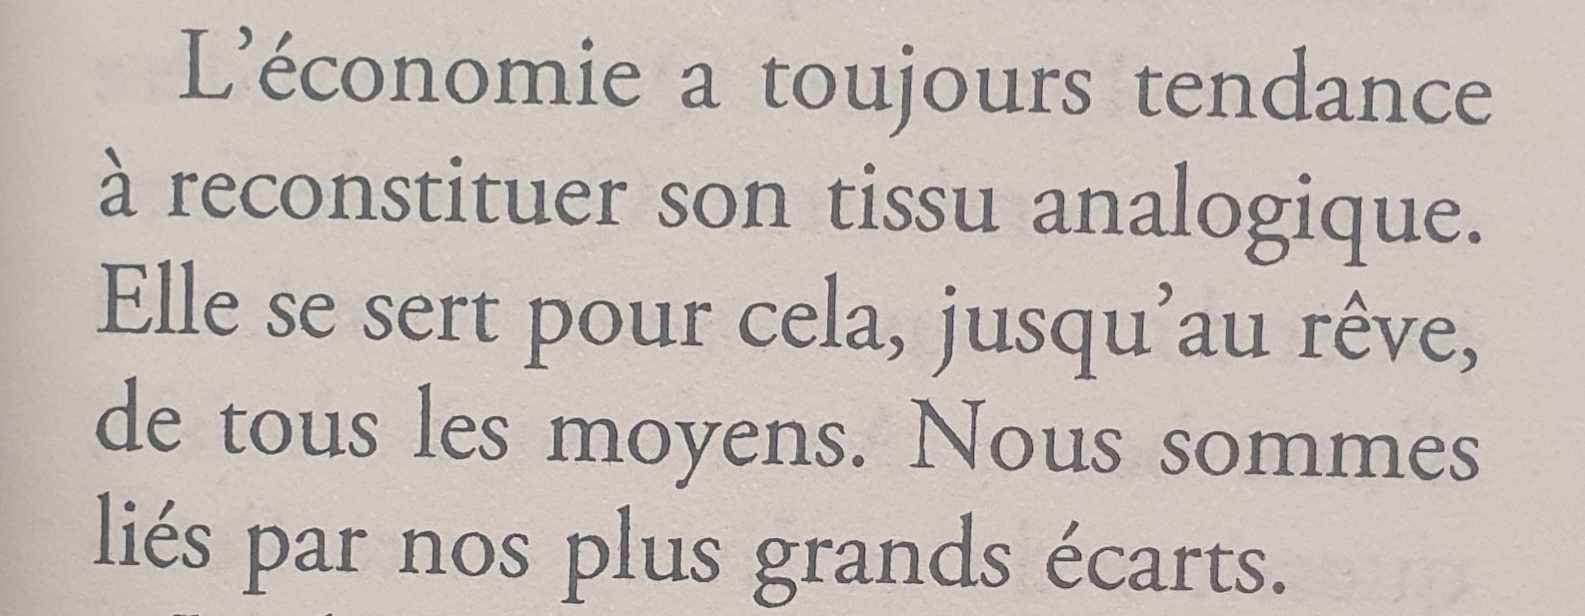 L'économie a toujours tendance
à reconstituer son tissu analogique.
Elle se sert pour cela, jusqu'au rêve,
de tous les moyens. Nous sommes
liés par nos plus grands écarts.